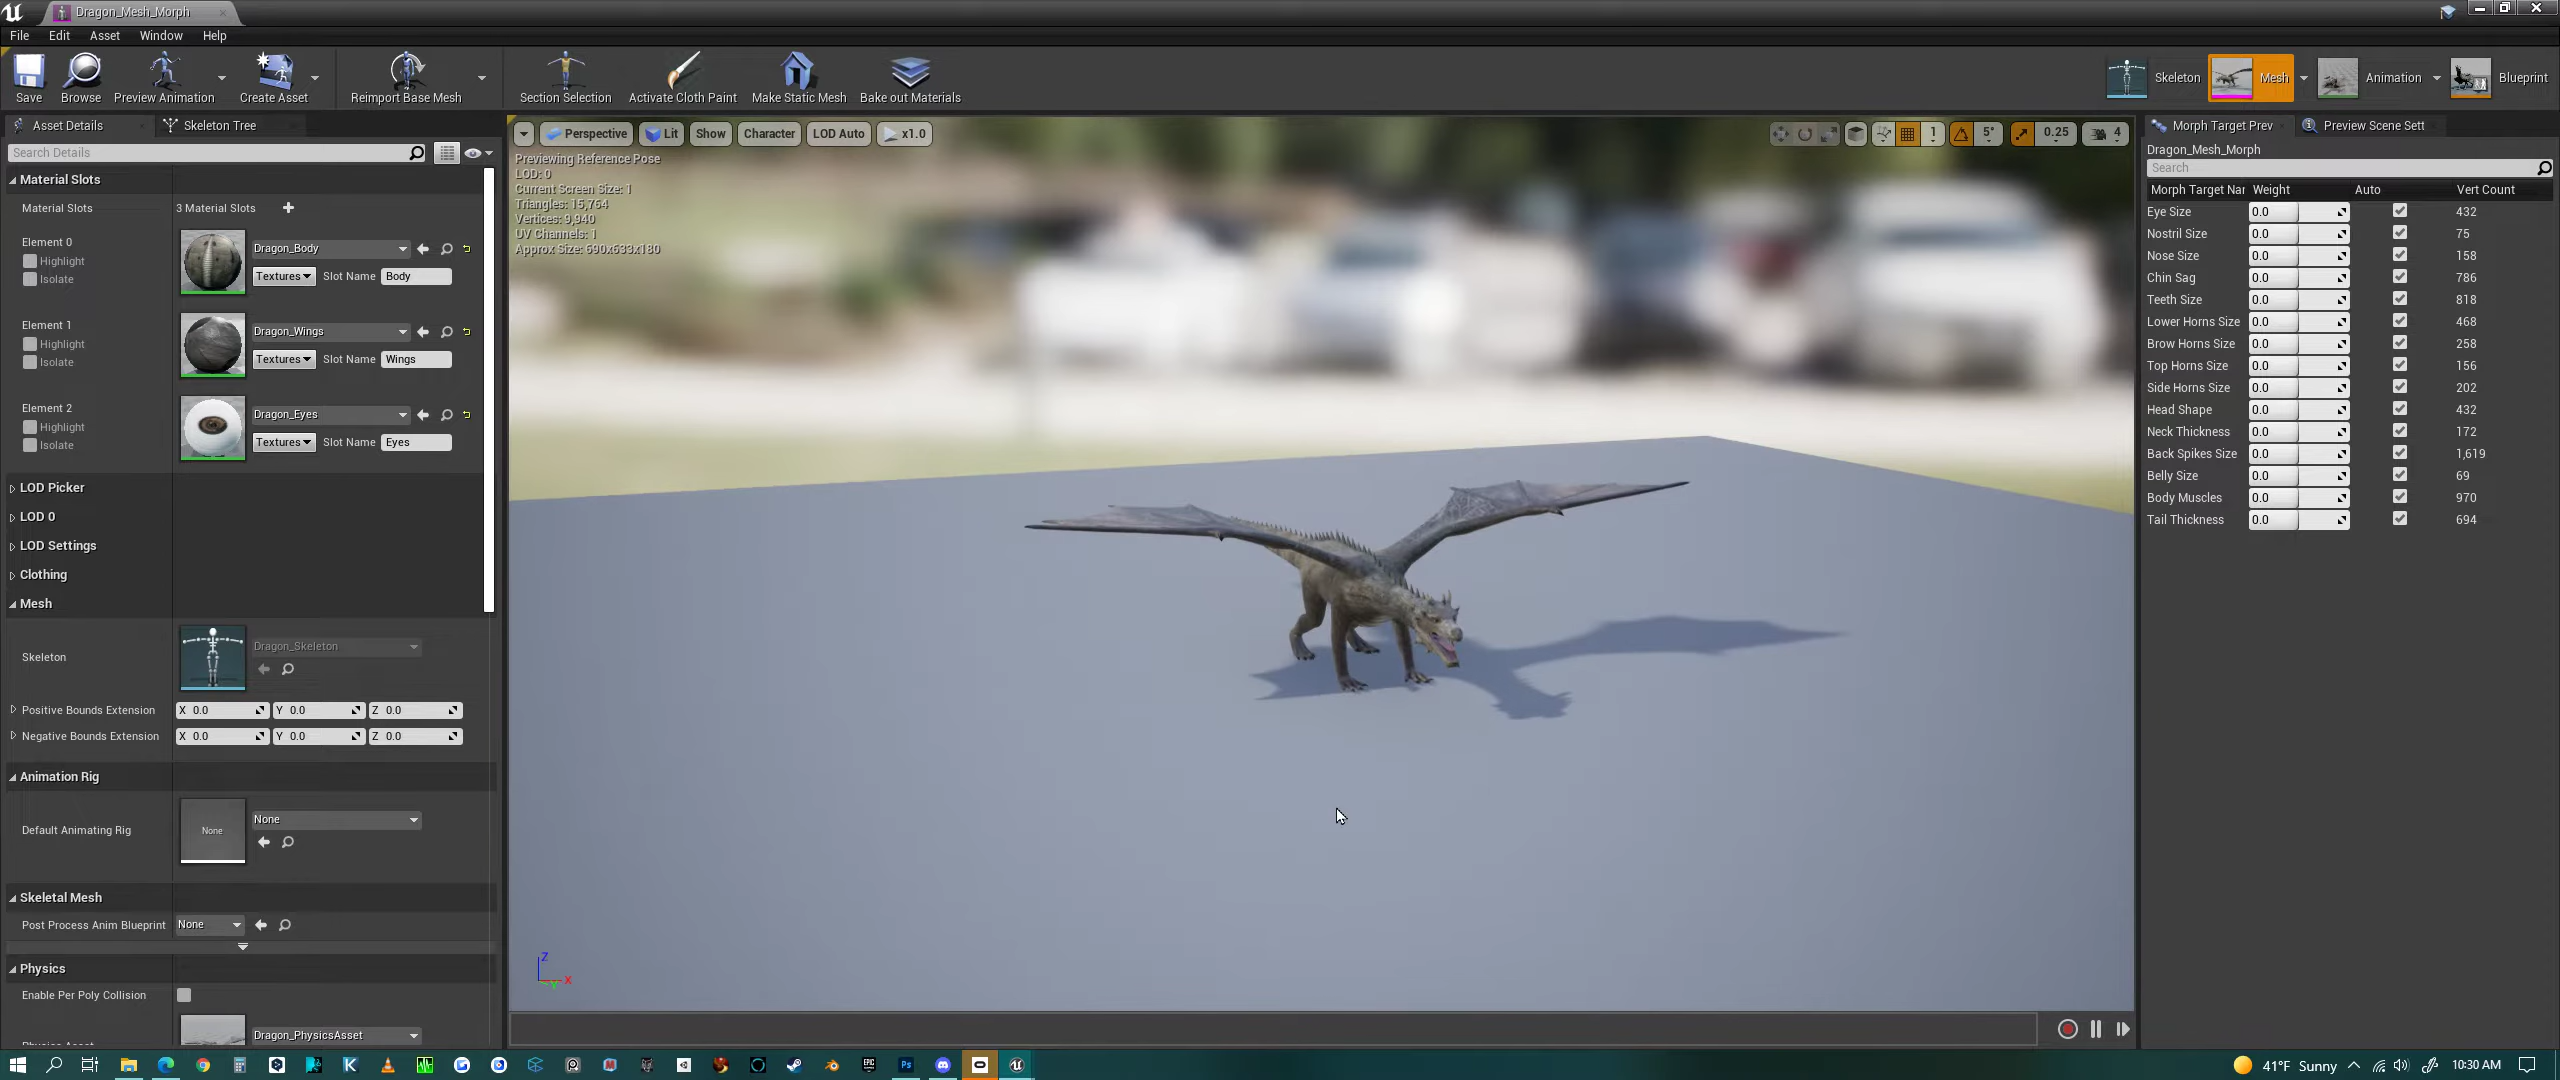 Dragon_Mesh_Morph
File Edit Asset Window Help
Save Browse Preview Animation Create Asset Reimport Base Mesh Section Selection Activate Cloth Paint Make Static Mesh Bake out Materials Skeleton Mesh Animation Blueprint
Asset Details Skeleton Tree
Search Details
Material Slots
Material Slots 3 Material Slots
Element 0
Highlight
Isolate
Dragon_Body
Textures Slot Name Body
Element 1
Highlight
Isolate
Dragon_Wings
Textures Slot Name Wings
Element 2
Highlight
Isolate
Dragon_Eyes
Textures Slot Name Eyes
LOD Picker
LOD 0
LOD Settings
Clothing
Mesh
Skeleton Dragon_Skeleton
Positive Bounds Extension X 0.0 Y 0.0 Z 0.0
Negative Bounds Extension X 0.0 Y 0.0 Z 0.0
Animation Rig
Default Animating Rig None None
Skeletal Mesh
Post Process Anim Blueprint None
Physics
Enable Per Poly Collision
Dragon_PhysicsAsset
Perspective Lit Show Character LOD Auto x1.0 1 5° 0.25 4
Previewing Reference Pose
LOD: 0
Current Screen Size: 1
Triangles: 15,764
Vertices: 9,940
UV Channels: 1
Approx Size: 690x633x180
Z
X
Y
Morph Target Prev Preview Scene Sett
Dragon_Mesh_Morph
Search
Morph Target Nar Weight Auto Vert Count
Eye Size 0.0 432
Nostril Size 0.0 75
Nose Size 0.0 158
Chin Sag 0.0 786
Teeth Size 0.0 818
Lower Horns Size 0.0 468
Brow Horns Size 0.0 258
Top Horns Size 0.0 156
Side Horns Size 0.0 202
Head Shape 0.0 432
Neck Thickness 0.0 172
Back Spikes Size 0.0 1,619
Belly Size 0.0 69
Body Muscles 0.0 970
Tail Thickness 0.0 694
41°F Sunny 10:30 AM